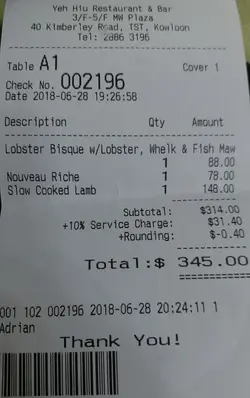 Yeh Hiu Restaurant & Bar
3/F-5/F MW Plaza
40 Kimberley Road, TST, Kowloon
Tel: 2886 3196
Table A1 Cover 1
Check No. 002196
Date 2018-06-28 19:26:58
Description Qty Amount
Lobster Bisque w/Lobster, Whelk & Fish Maw
1 88.00
Nouveau Riche 1 78.00
Slow Cooked Lamb 1 148.00
Subtotal: $314.00
+10% Service Charge: $31.40
+Rounding: $-0.40
Total:$ 345.00
001 102 002196 2018-06-28 20:24:11 1
Adrian
Thank You!